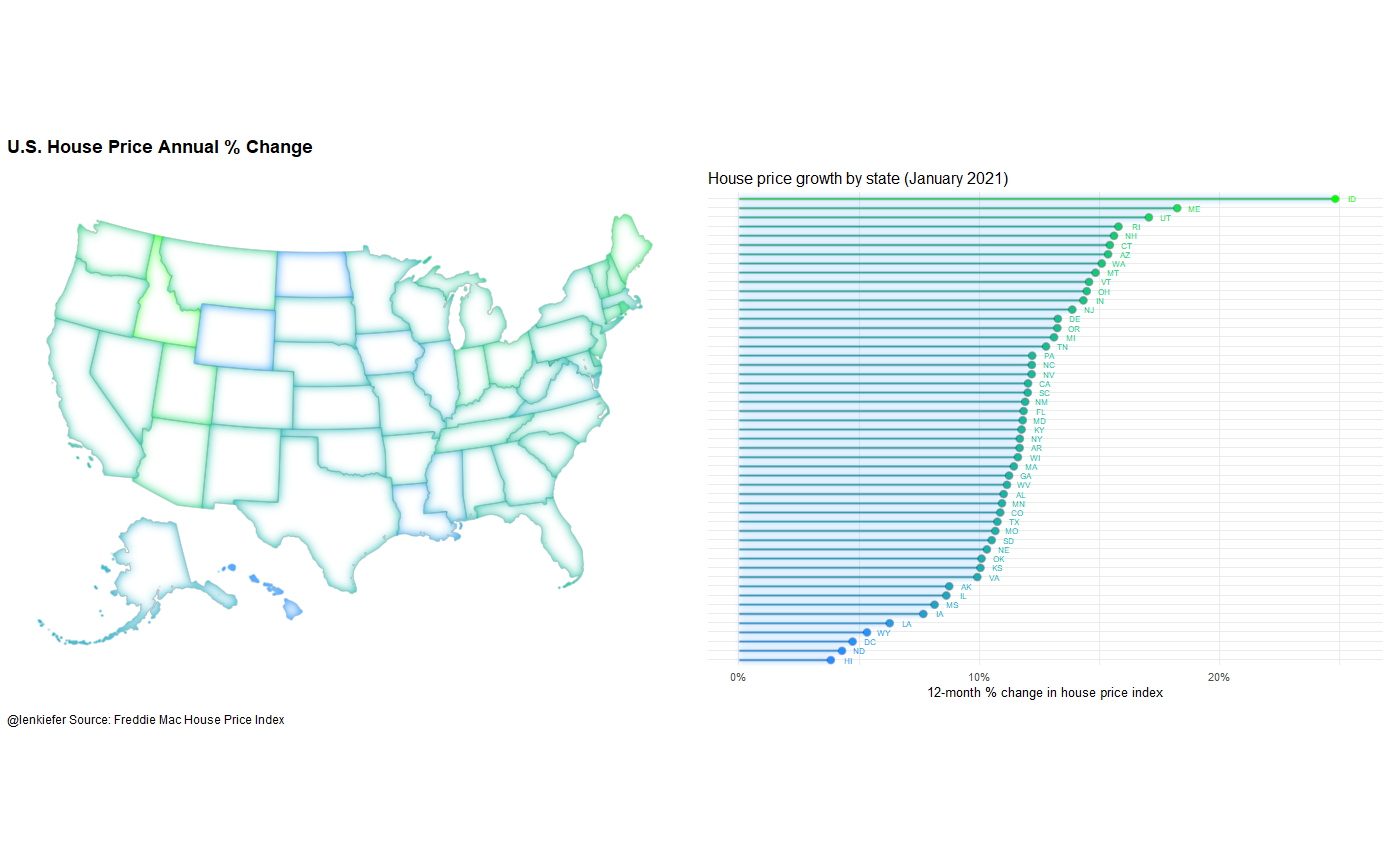 U.S. House Price Annual % Change
House price growth by state (January 2021)
ID
ME
UT
RI
NH
CT
AZ
WA
MT
VT
OH
IN
NJ
DE
OR
MI
TN
PA
NC
NV
CA
SC
NM
FL
MD
KY
NY
AR
WI
MA
GA
WV
AL
MN
CO
TX
MO
SD
NE
OK
KS
VA
AK
IL
MS
IA
LA
WY
DC
ND
HI
0% 10% 20%
12-month % change in house price index
@lenkiefer Source: Freddie Mac House Price Index